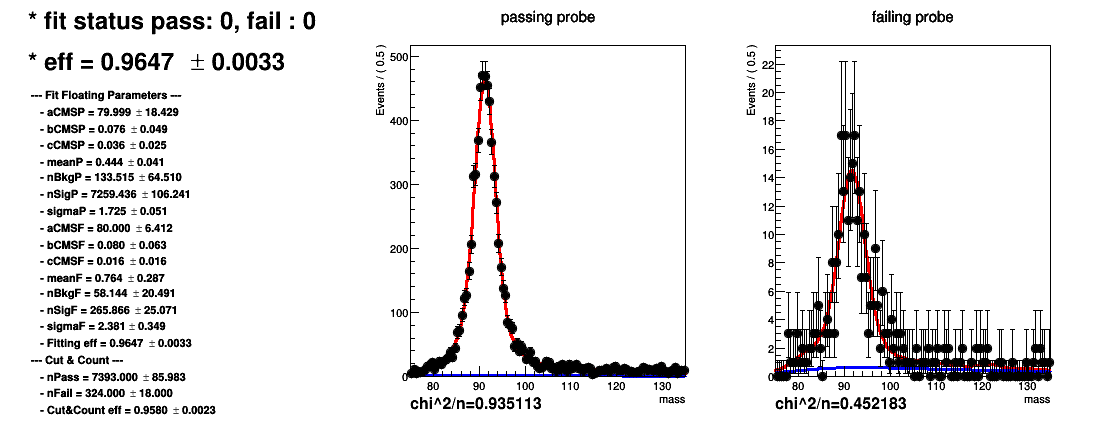 * fit status pass: 0, fail : 0
* eff = 0.9647 ± 0.0033
--- Fit Floating Parameters ---
- aCMSP = 79.999 ± 18.429
- bCMSP = 0.076 ± 0.049
- cCMSP = 0.036 ± 0.025
- meanP = 0.444 ± 0.041
- nBkgP = 133.515 ± 64.510
- nSigP = 7259.436 ± 106.241
- sigmaP = 1.725 ± 0.051
- aCMSF = 80.000 ± 6.412
- bCMSF = 0.080 ± 0.063
- cCMSF = 0.016 ± 0.016
- meanF = 0.764 ± 0.287
- nBkgF = 58.144 ± 20.491
- nSigF = 265.866 ± 25.071
- sigmaF = 2.381 ± 0.349
- Fitting eff = 0.9647 ± 0.0033
--- Cut & Count ---
- nPass = 7393.000 ± 85.983
- nFail = 324.000 ± 18.000
- Cut&Count eff = 0.9580 ± 0.0023
passing probe
Events / ( 0.5 )
500
400
300
200
100
0
80 90 100 110 120 130
mass
chi^2/n=0.935113
failing probe
Events / ( 0.5 )
22
20
18
16
14
12
10
8
6
4
2
0
80 90 100 110 120 130
mass
chi^2/n=0.452183